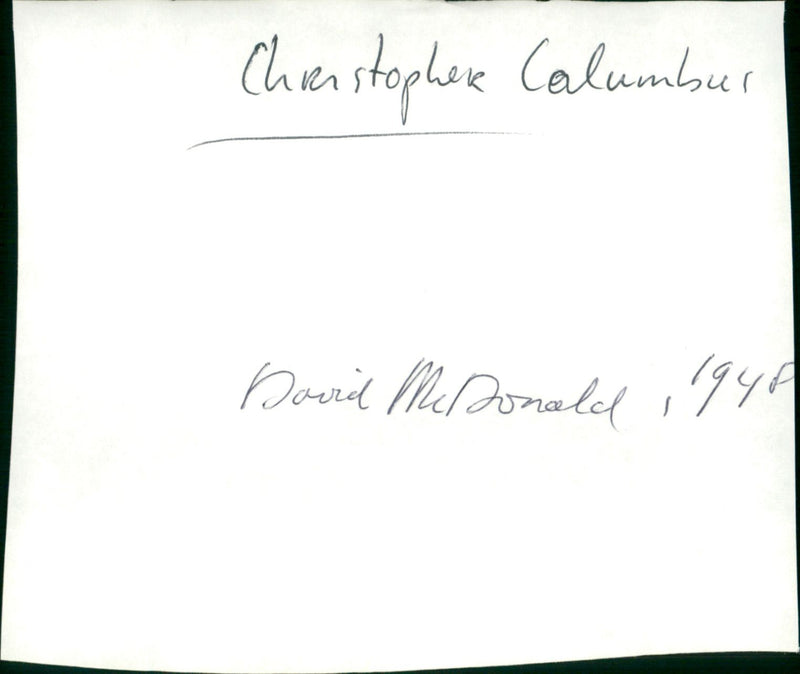 Christopher Columbus
David McDonald, 1948